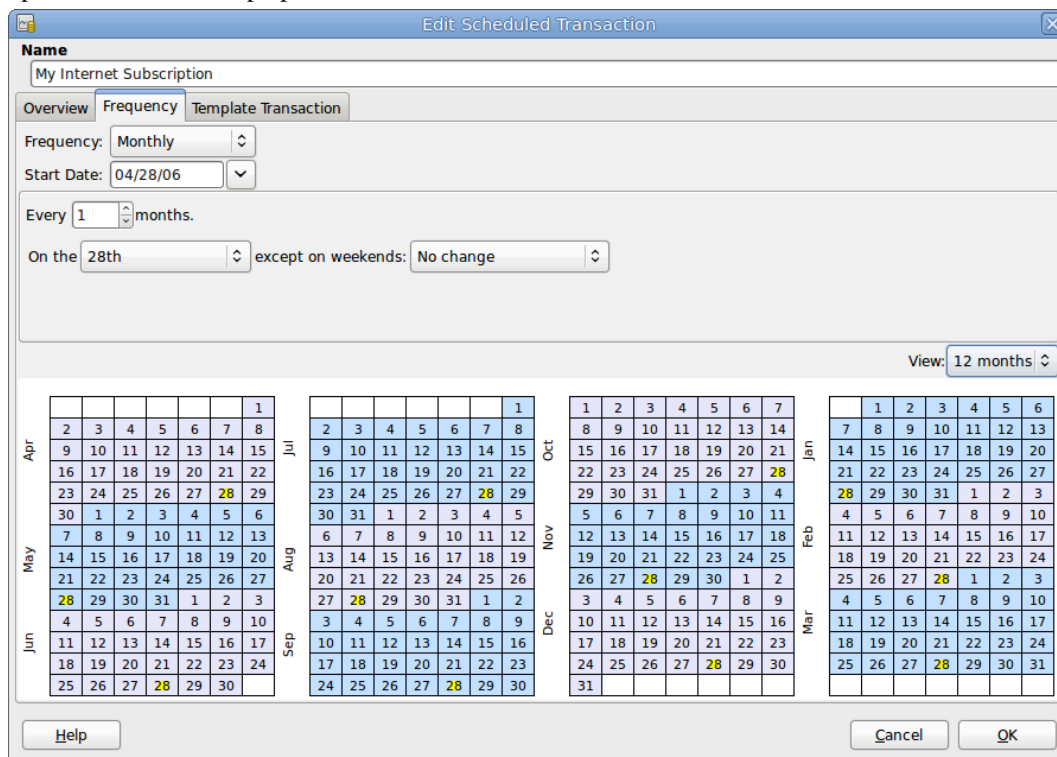 Edit Scheduled Transaction
Name
My Internet Subscription
Overview Frequency Template Transaction
Frequency: Monthly
Start Date: 04/28/06
Every 1 months.
On the 28th except on weekends: No change
View: 12 months
1 1 1 2 3 4 5 6 7 1 2 3 4 5 6
2 3 4 5 6 7 8 2 3 4 5 6 7 8 8 9 10 11 12 13 14 7 8 9 10 11 12 13
Apr 9 10 11 12 13 14 15 Jul 9 10 11 12 13 14 15 Oct 15 16 17 18 19 20 21 Jan 14 15 16 17 18 19 20
16 17 18 19 20 21 22 16 17 18 19 20 21 22 22 23 24 25 26 27 28 21 22 23 24 25 26 27
23 24 25 26 27 28 29 23 24 25 26 27 28 29 29 30 31 1 2 3 4 28 29 30 31 1 2 3
30 1 2 3 4 5 6 30 31 1 2 3 4 5 5 6 7 8 9 10 11 4 5 6 7 8 9 10
7 8 9 10 11 12 13 6 7 8 9 10 11 12 Nov 12 13 14 15 16 17 18 Feb 11 12 13 14 15 16 17
May 14 15 16 17 18 19 20 Aug 13 14 15 16 17 18 19 19 20 21 22 23 24 25 18 19 20 21 22 23 24
21 22 23 24 25 26 27 20 21 22 23 24 25 26 26 27 28 29 30 1 2 25 26 27 28 1 2 3
28 29 30 31 1 2 3 27 28 29 30 31 1 2 3 4 5 6 7 8 9 4 5 6 7 8 9 10
4 5 6 7 8 9 10 3 4 5 6 7 8 9 Dec 10 11 12 13 14 15 16 Mar 11 12 13 14 15 16 17
Jun 11 12 13 14 15 16 17 Sep 10 11 12 13 14 15 16 17 18 19 20 21 22 23 18 19 20 21 22 23 24
18 19 20 21 22 23 24 17 18 19 20 21 22 23 24 25 26 27 28 29 30 25 26 27 28 29 30 31
25 26 27 28 29 30 24 25 26 27 28 29 30 31
Help Cancel OK